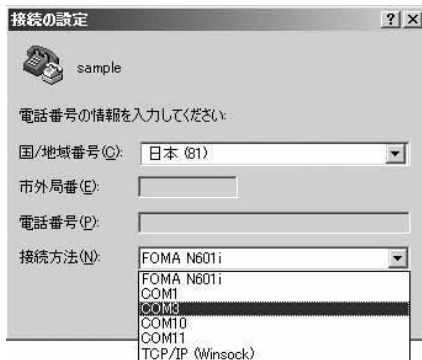 接続の設定
sample
電話番号の情報を入力してください:
国/地域番号(C): 日本 (81)
市外局番(E):
電話番号(P):
接続方法(N): FOMA N601i
FOMA N601i
COM1
COM3
COM10
COM11
TCP/IP (Winsock)